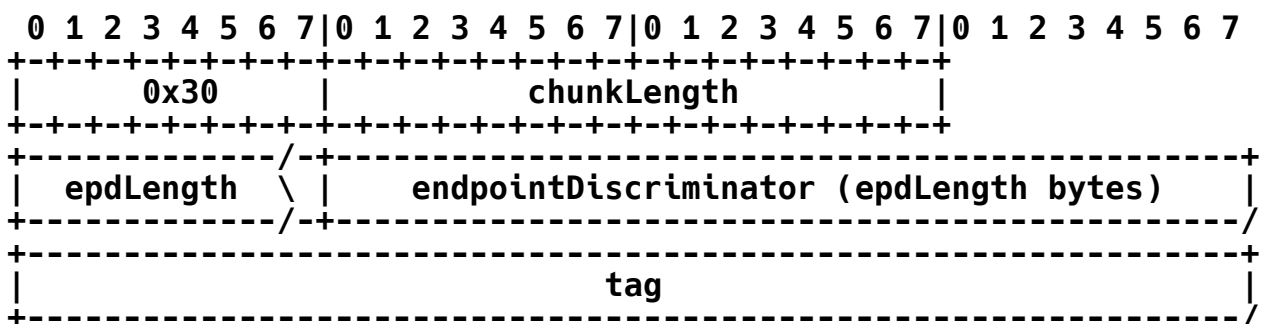 0 1 2 3 4 5 6 7|0 1 2 3 4 5 6 7|0 1 2 3 4 5 6 7|0 1 2 3 4 5 6 7
+-+-+-+-+-+-+-+-+-+-+-+-+-+-+-+-+-+-+-+-+-+-+-+-+
|      0x30     |          chunkLength          |
+-+-+-+-+-+-+-+-+-+-+-+-+-+-+-+-+-+-+-+-+-+-+-+-+
+-------------/-+-----------------------------------------------+
|  epdLength  \ |    endpointDiscriminator (epdLength bytes)    |
+-------------/-+-----------------------------------------------/
+---------------------------------------------------------------+
|                              tag                              |
+---------------------------------------------------------------/